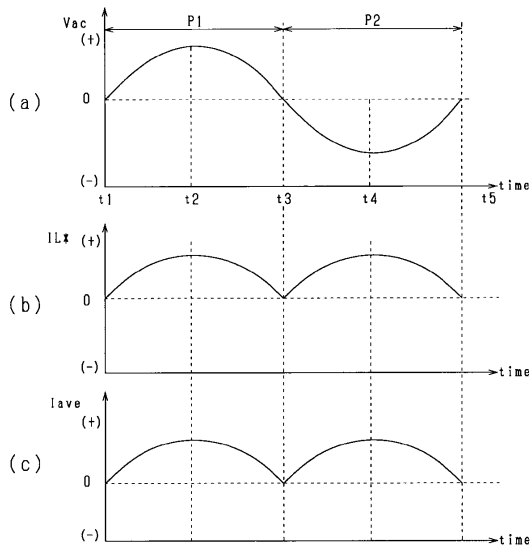 Vac
P1
P2
(+)
(a)
0
(-)
time
t1
t2
t3
t4
t5
IL*
(+)
(b)
0
(-)
time
Iave
(+)
(c)
0
(-)
time